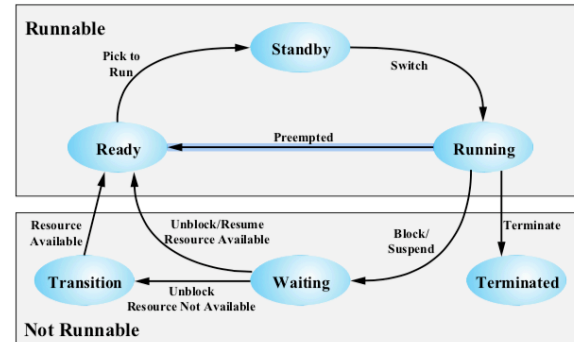 Runnable
Pick to
Run
Standby
Switch
Ready
Preempted
Running
Resource
Available
Unblock/Resume
Resource Available
Block/
Suspend
Terminate
Transition
Unblock
Resource Not Available
Waiting
Terminated
Not Runnable